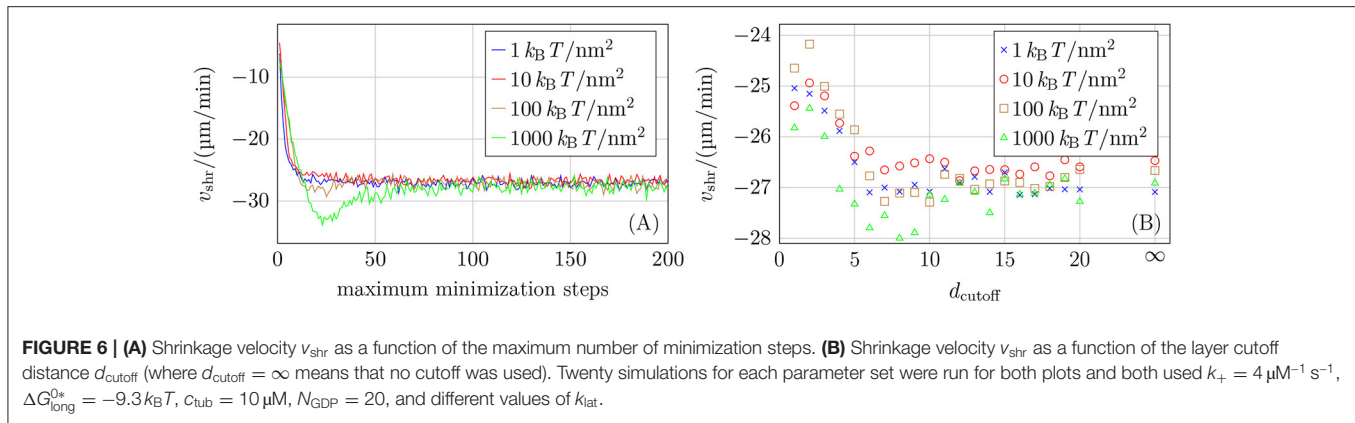 −10
−20
−30
0
50
100
150
200
v_shr/(µm/min)
maximum minimization steps
1 k_B T/nm²
10 k_B T/nm²
100 k_B T/nm²
1000 k_B T/nm²
(A)
−24
−25
−26
−27
−28
0
5
10
15
20
∞
v_shr/(µm/min)
d_cutoff
1 k_B T/nm²
10 k_B T/nm²
100 k_B T/nm²
1000 k_B T/nm²
(B)
FIGURE 6 | (A) Shrinkage velocity v_shr as a function of the maximum number of minimization steps. (B) Shrinkage velocity v_shr as a function of the layer cutoff
distance d_cutoff (where d_cutoff = ∞ means that no cutoff was used). Twenty simulations for each parameter set were run for both plots and both used k_+ = 4 µM⁻¹ s⁻¹,
ΔG^{0*}_long = −9.3 k_BT, c_tub = 10 µM, N_GDP = 20, and different values of k_lat.